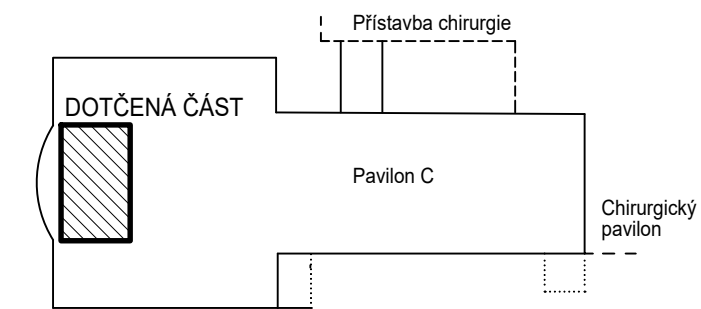 Přístavba chirurgie
DOTČENÁ ČÁST
Pavilon C
Chirurgický
pavilon